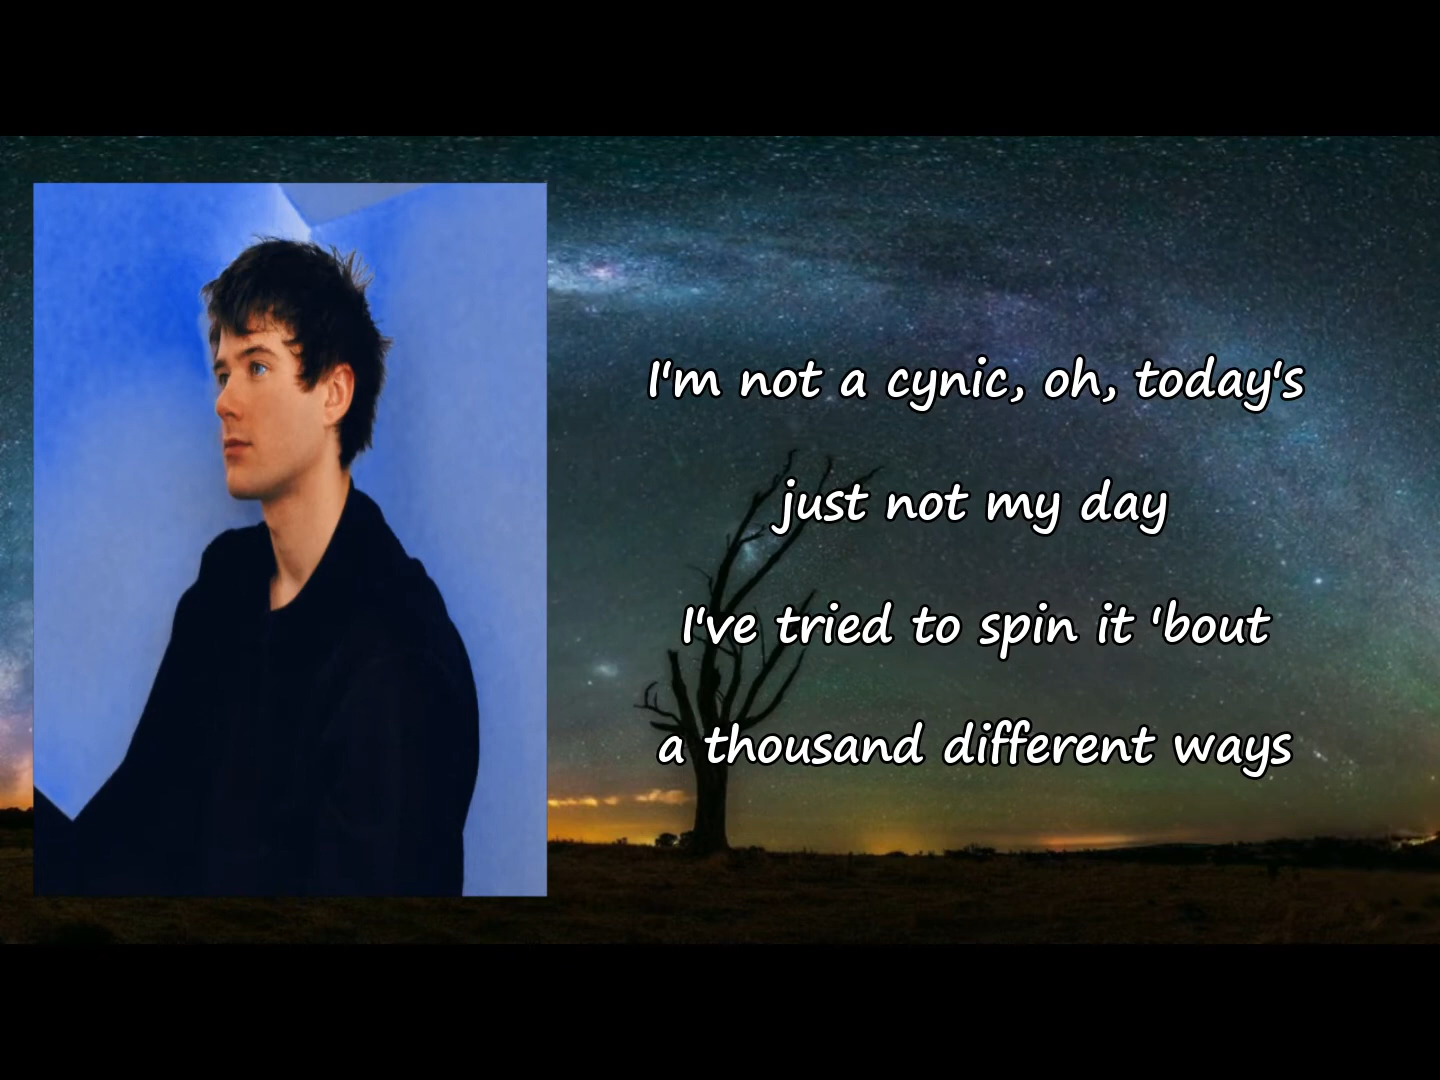 I'm not a cynic, oh, today's
just not my day
I've tried to spin it 'bout
a thousand different ways